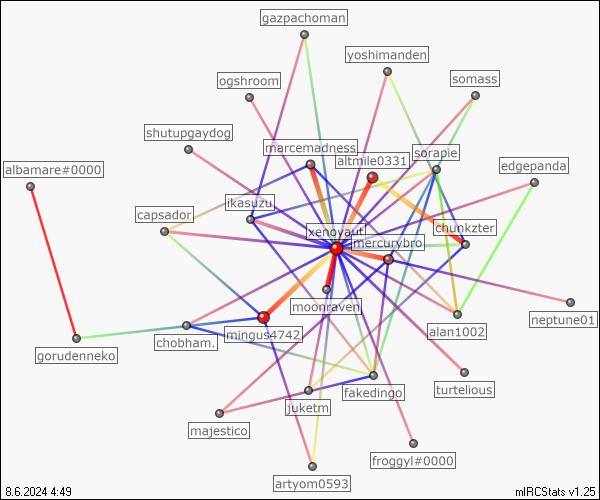 gazpachoman
yoshimanden
ogshroom
somass
shutupgaydog
marcemadness
altmile0331
sorapie
albamare#0000
edgepanda
ikasuzu
capsador
xenoyaut
chunkzter
mercurybro
moonraven
neptune01
mingus4742
alan1002
chobham.
gorudenneko
turtelious
fakedingo
juketm
majestico
froggyl#0000
artyom0593
8.6.2024 4:49
mIRCStats v1.25